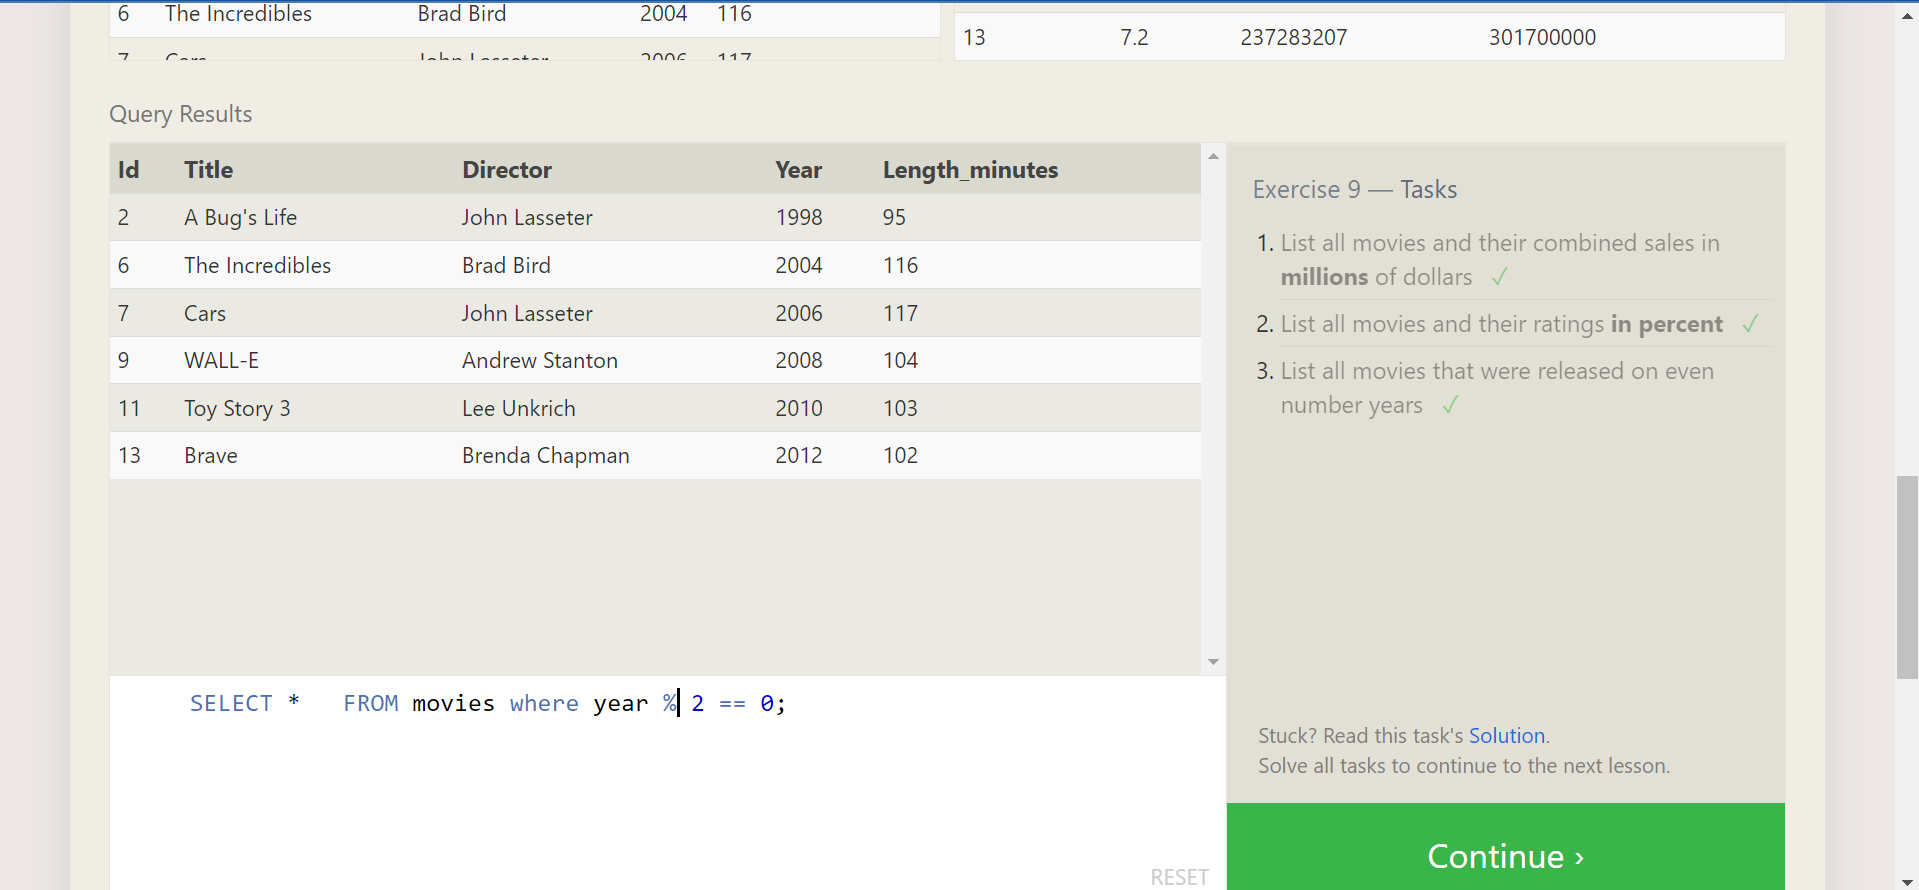 6 The Incredibles Brad Bird 2004 116
7 Cars John Lasseter 2006 117
13 7.2 237283207 301700000
Query Results
Id Title Director Year Length_minutes
2 A Bug's Life John Lasseter 1998 95
6 The Incredibles Brad Bird 2004 116
7 Cars John Lasseter 2006 117
9 WALL-E Andrew Stanton 2008 104
11 Toy Story 3 Lee Unkrich 2010 103
13 Brave Brenda Chapman 2012 102
SELECT *   FROM movies where year % 2 == 0;
RESET
Exercise 9 — Tasks
1. List all movies and their combined sales in
millions of dollars ✓
2. List all movies and their ratings in percent ✓
3. List all movies that were released on even
number years ✓
Stuck? Read this task's Solution.
Solve all tasks to continue to the next lesson.
Continue ›